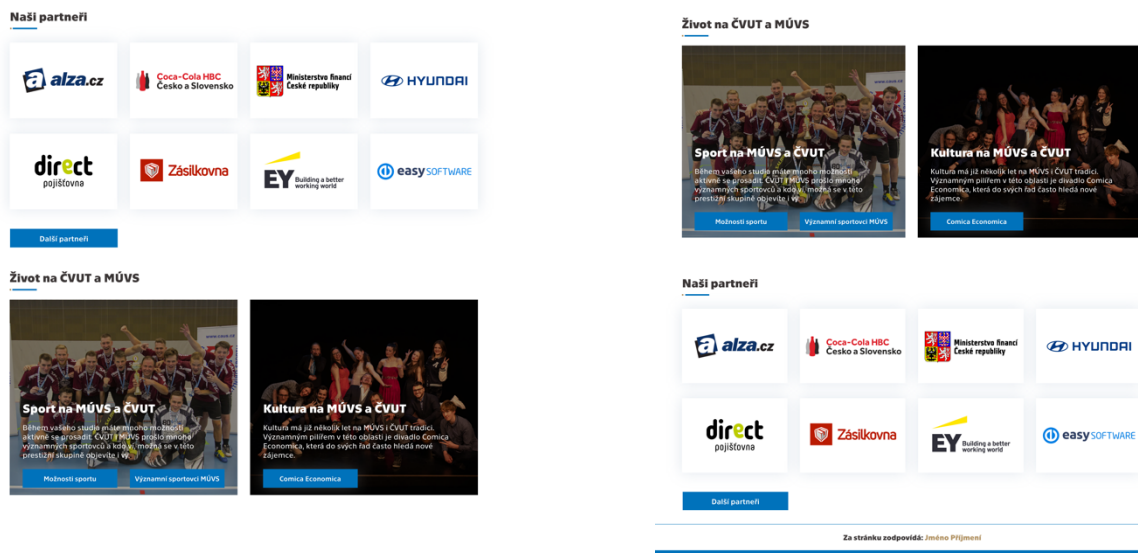 Naši partneři
alza.cz
Coca-Cola HBC
Česko a Slovensko
Ministerstvo financí
České republiky
HYUNDAI
direct
pojišťovna
Zásilkovna
EY
Building a better
working world
easy SOFTWARE
Další partneři
Život na ČVUT a MÚVS
Sport na MÚVS a ČVUT
Během vašeho studia máte mnoho možností
aktivně se prosadit. ČVUT i MÚVS prošlo mnoho
významných sportovců a kdo ví, možná se v této
prestižní skupině objevíte i vy.
Možnosti sportu
Významní sportovci MÚVS
Kultura na MÚVS a ČVUT
Kultura má již několik let na MÚVS i ČVUT tradici.
Významným pilířem v této oblasti je divadlo Comica
Economica, která do svých řad často hledá nové
zájemce.
Comica Economica
Život na ČVUT a MÚVS
Sport na MÚVS a ČVUT
Během vašeho studia máte mnoho možností
aktivně se prosadit. ČVUT i MÚVS prošlo mnoho
významných sportovců a kdo ví, možná se v této
prestižní skupině objevíte i vy.
Možnosti sportu
Významní sportovci MÚVS
Kultura na MÚVS a ČVUT
Kultura má již několik let na MÚVS i ČVUT tradici.
Významným pilířem v této oblasti je divadlo Comica
Economica, která do svých řad často hledá nové
zájemce.
Comica Economica
Naši partneři
alza.cz
Coca-Cola HBC
Česko a Slovensko
Ministerstvo financí
České republiky
HYUNDAI
direct
pojišťovna
Zásilkovna
EY
Building a better
working world
easy SOFTWARE
Další partneři
Za stránku zodpovídá: Jméno Příjmení